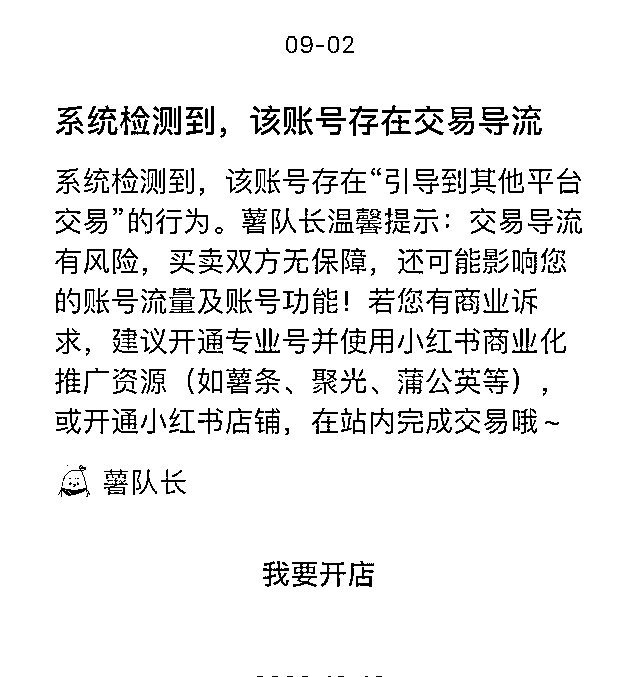 09-02
系统检测到，该账号存在交易导流
系统检测到，该账号存在“引导到其他平台
交易”的行为。薯队长温馨提示：交易导流
有风险，买卖双方无保障，还可能影响您
的账号流量及账号功能！若您有商业诉
求，建议开通专业号并使用小红书商业化
推广资源（如薯条、聚光、蒲公英等），
或开通小红书店铺，在站内完成交易哦~
薯队长
我要开店